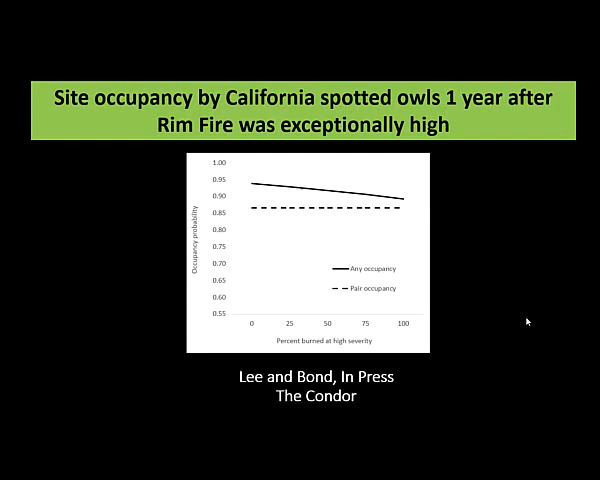 Site occupancy by California spotted owls 1 year after
Rim Fire was exceptionally high
1.00
0.95
0.90
0.85
0.80
0.75
0.70
0.65
0.60
0.55
Occupancy probability
Any occupancy
Pair occupancy
0 25 50 75 100
Percent burned at high severity
Lee and Bond, In Press
The Condor